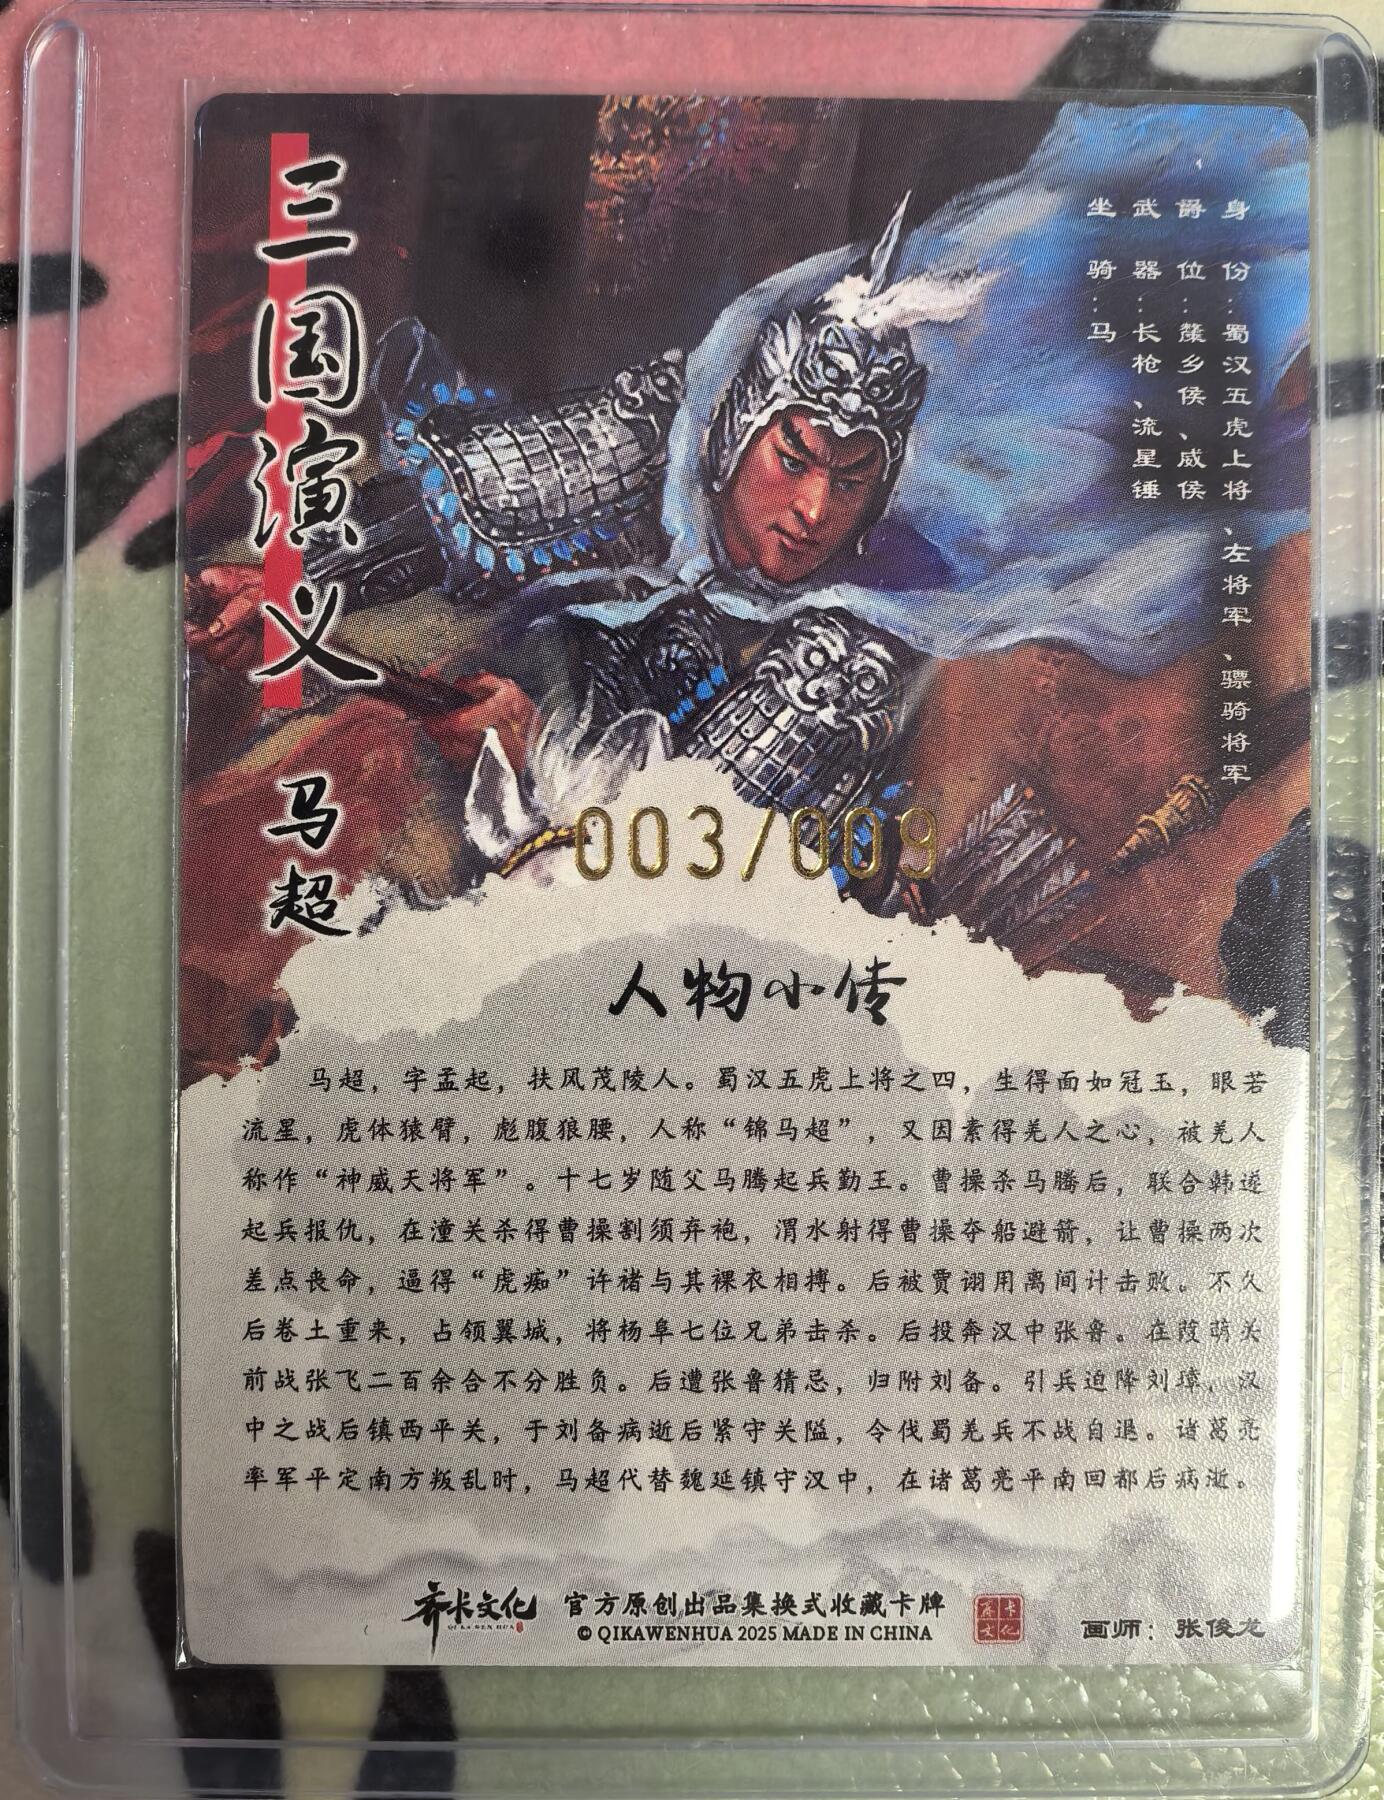 三国演义
马超
身份：蜀汉五虎上将、左将军、骠骑将军
爵位：斄乡侯、威侯
武器：长枪、流星锤
坐骑：马
003/009
人物小传
马超，字孟起，扶风茂陵人。蜀汉五虎上将之四，生得面如冠玉，眼若
流星，虎体猿臂，彪腹狼腰，人称“锦马超”，又因素得羌人之心，被羌人
称作“神威天将军”。十七岁随父马腾起兵勤王。曹操杀马腾后，联合韩遂
起兵报仇，在潼关杀得曹操割须弃袍，渭水射得曹操夺船避箭，让曹操两次
差点丧命，逼得“虎痴”许褚与其裸衣相搏。后被贾诩用离间计击败。不久
后卷土重来，占领翼城，将杨阜七位兄弟击杀。后投奔汉中张鲁。在葭萌关
前战张飞二百余合不分胜负。后遭张鲁猜忌，归附刘备。引兵迫降刘璋，汉
中之战后镇西平关，于刘备病逝后紧守关隘，令伐蜀羌兵不战自退。诸葛亮
率军平定南方叛乱时，马超代替魏延镇守汉中，在诸葛亮平南回都后病逝。
齐卡文化
QI KA WEN HUA
官方原创出品集换式收藏卡牌
© QIKAWENHUA 2025 MADE IN CHINA
齐卡文化
画师：张俊龙